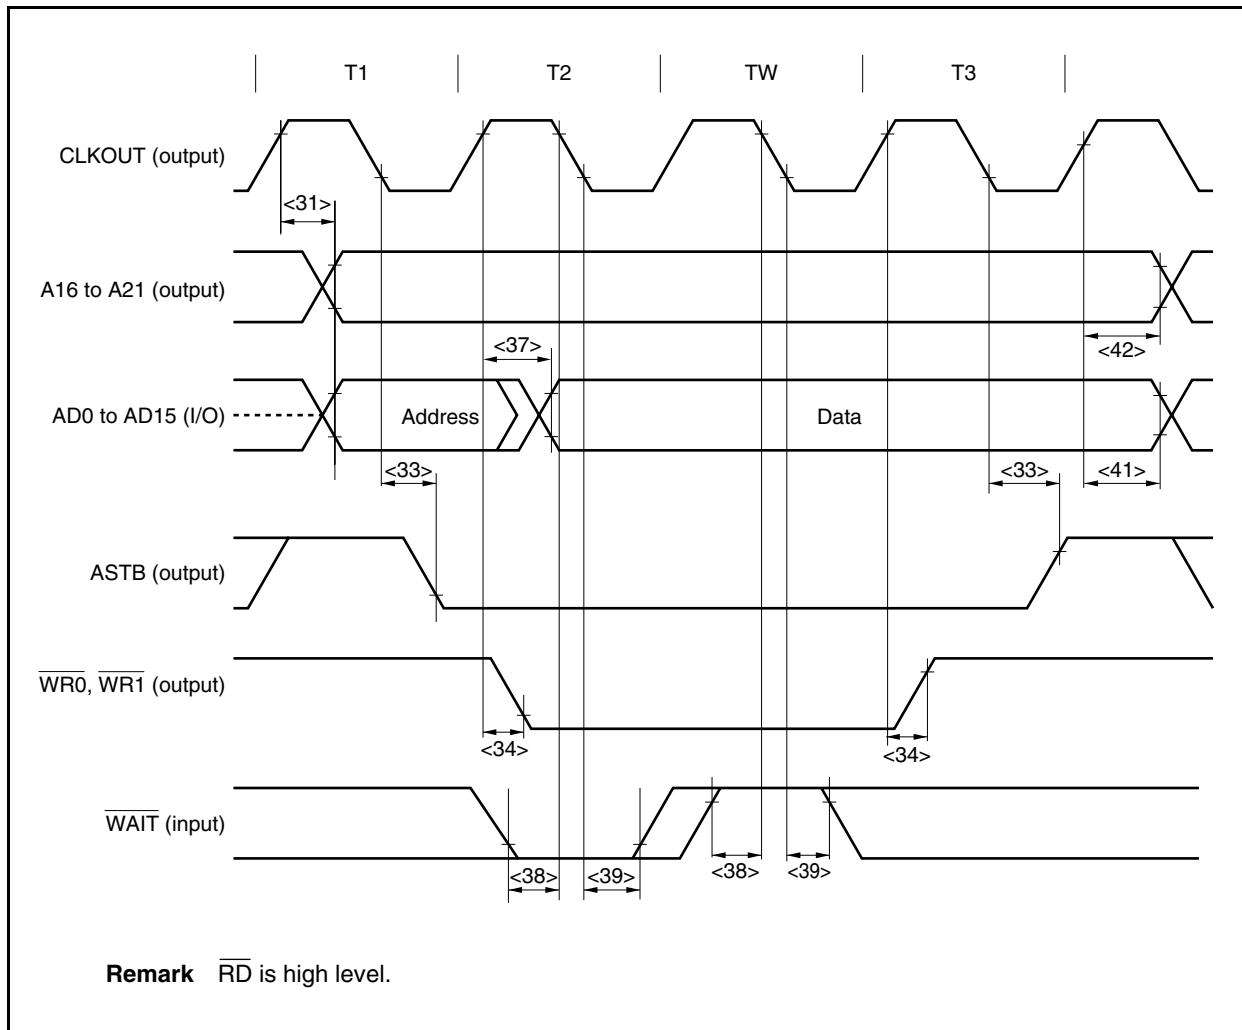 T1 T2 TW T3
CLKOUT (output)
<31>
A16 to A21 (output)
<37>
<42>
AD0 to AD15 (I/O)
Address
Data
<33>
<33>
<41>
ASTB (output)
WR0, WR1 (output)
<34>
<34>
WAIT (input)
<38>
<39>
<38>
<39>
Remark RD is high level.